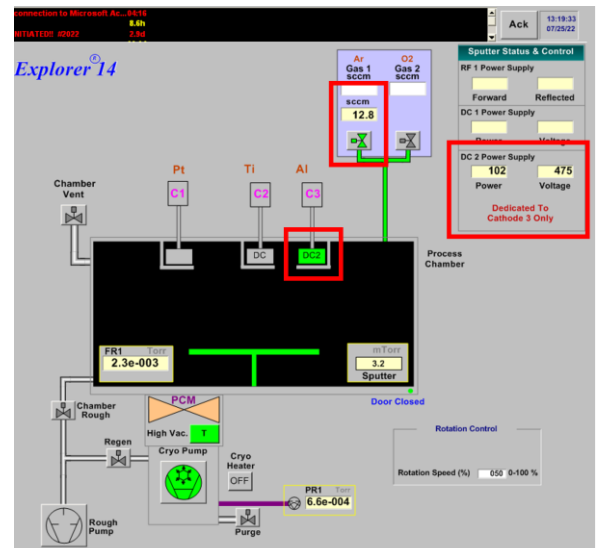 connection to Microsoft Ac...04/16
8.6h
INITIATED!! #2022 2.9d
Ack
13:19:33
07/25/22
Explorer® 14
Ar O2
Gas 1 Gas 2
sccm sccm
sccm
12.8
Sputter Status & Control
RF 1 Power Supply
Forward Reflected
DC 1 Power Supply
Power Voltage
DC 2 Power Supply
102 475
Power Voltage
Dedicated To
Cathode 3 Only
Pt Ti Al
C1 C2 C3
Chamber
Vent
DC DC2
Process
Chamber
FR1 Torr
2.3e-003
mTorr
3.2
Sputter
Door Closed
PCM
Chamber
Rough
High Vac. T
Regen
Cryo Pump
Cryo
Heater
OFF
PR1 Torr
6.6e-004
Purge
Rough
Pump
Rotation Control
Rotation Speed (%) 050 0-100 %